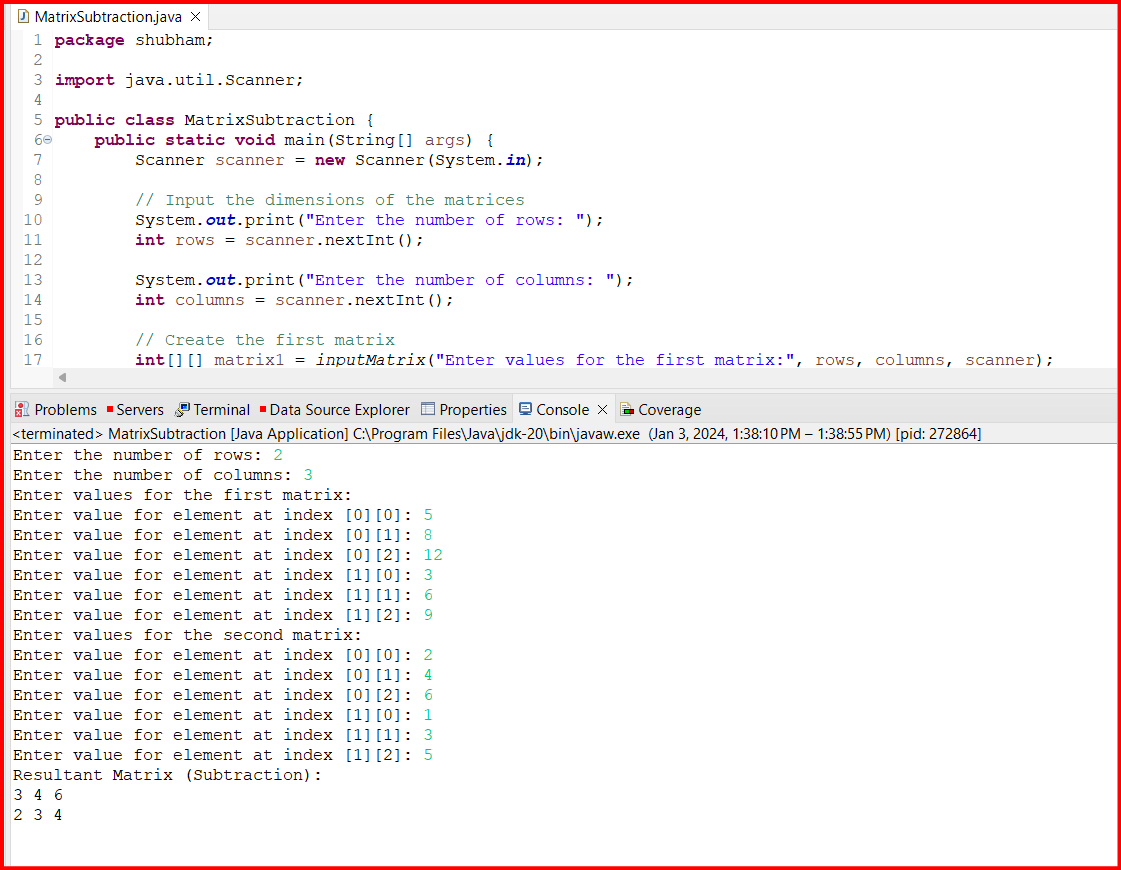 MatrixSubtraction.java
1 package shubham;
2
3 import java.util.Scanner;
4
5 public class MatrixSubtraction {
6 public static void main(String[] args) {
7 Scanner scanner = new Scanner(System.in);
8
9 // Input the dimensions of the matrices
10 System.out.print("Enter the number of rows: ");
11 int rows = scanner.nextInt();
12
13 System.out.print("Enter the number of columns: ");
14 int columns = scanner.nextInt();
15
16 // Create the first matrix
17 int[][] matrix1 = inputMatrix("Enter values for the first matrix:", rows, columns, scanner);
Problems Servers Terminal Data Source Explorer Properties Console Coverage
<terminated> MatrixSubtraction [Java Application] C:\Program Files\Java\jdk-20\bin\javaw.exe (Jan 3, 2024, 1:38:10 PM – 1:38:55 PM) [pid: 272864]
Enter the number of rows: 2
Enter the number of columns: 3
Enter values for the first matrix:
Enter value for element at index [0][0]: 5
Enter value for element at index [0][1]: 8
Enter value for element at index [0][2]: 12
Enter value for element at index [1][0]: 3
Enter value for element at index [1][1]: 6
Enter value for element at index [1][2]: 9
Enter values for the second matrix:
Enter value for element at index [0][0]: 2
Enter value for element at index [0][1]: 4
Enter value for element at index [0][2]: 6
Enter value for element at index [1][0]: 1
Enter value for element at index [1][1]: 3
Enter value for element at index [1][2]: 5
Resultant Matrix (Subtraction):
3 4 6
2 3 4